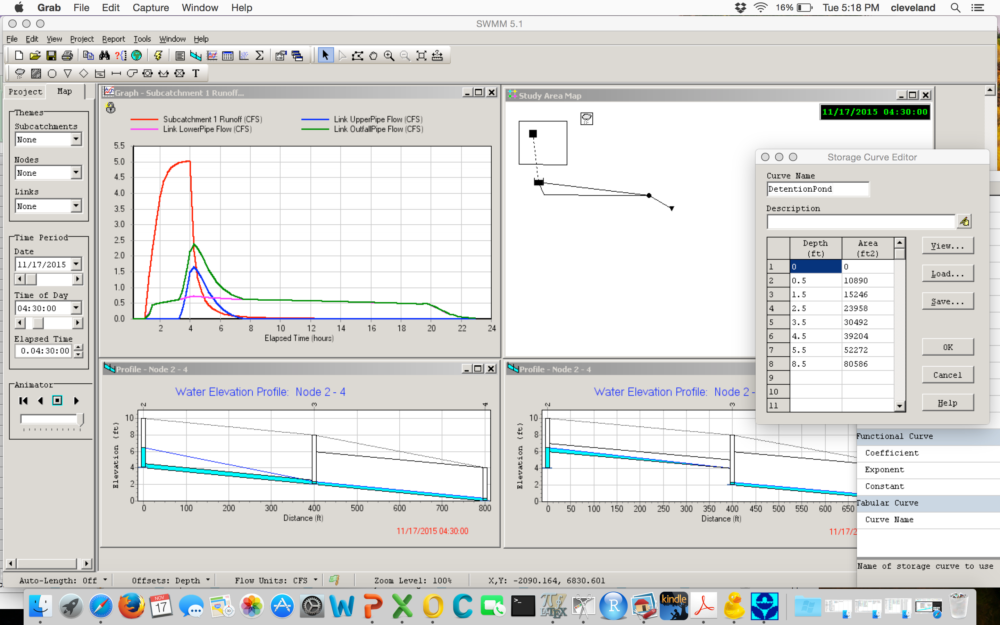 Grab File Edit Capture Window Help 16% Tue 5:18 PM cleveland
SWMM 5.1
File Edit View Project Report Tools Window Help
T
Project Map
Themes
Subcatchments
None
Nodes
None
Links
None
Time Period
Date
11/17/2015
Time of Day
04:30:00
Elapsed Time
0.04:30:00
Animator
Graph - Subcatchment 1 Runoff...
Subcatchment 1 Runoff (CFS) Link UpperPipe Flow (CFS)
Link LowerPipe Flow (CFS) Link OutfallPipe Flow (CFS)
5.5
5.0
4.5
4.0
3.5
3.0
2.5
2.0
1.5
1.0
0.5
0.0
2 4 6 8 10 12 14 16 18 20 22 24
Elapsed Time (hours)
Study Area Map
11/17/2015 04:30:00
Storage Curve Editor
Curve Name
DetentionPond
Description
Depth Area
(ft) (ft2)
1 0 0
2 0.5 10890
3 1.5 15246
4 2.5 23958
5 3.5 30492
6 4.5 39204
7 5.5 52272
8 8.5 80586
9
10
11
View...
Load...
Save...
OK
Cancel
Help
Profile - Node 2 - 4
Water Elevation Profile: Node 2 - 4
2 3 4
Elevation (ft)
10
8
6
4
2
0
0 100 200 300 400 500 600 700 800
Distance (ft)
11/17/2015 04:30:00
Profile - Node 2 - 4
Water Elevation Profile: Node 2 -
2 3
Elevation (ft)
10
8
6
4
2
0
0 50 100 150 200 250 300 350 400 450 500 550 600 650
Distance (ft)
11/17/2
Functional Curve
Coefficient
Exponent
Constant
Tabular Curve
Curve Name
Name of storage curve to use
Auto-Length: Off Offsets: Depth Flow Units: CFS Zoom Level: 100% X,Y: -2090.164, 6830.601
NOV
17
280
3D
LATEX
R
kindle